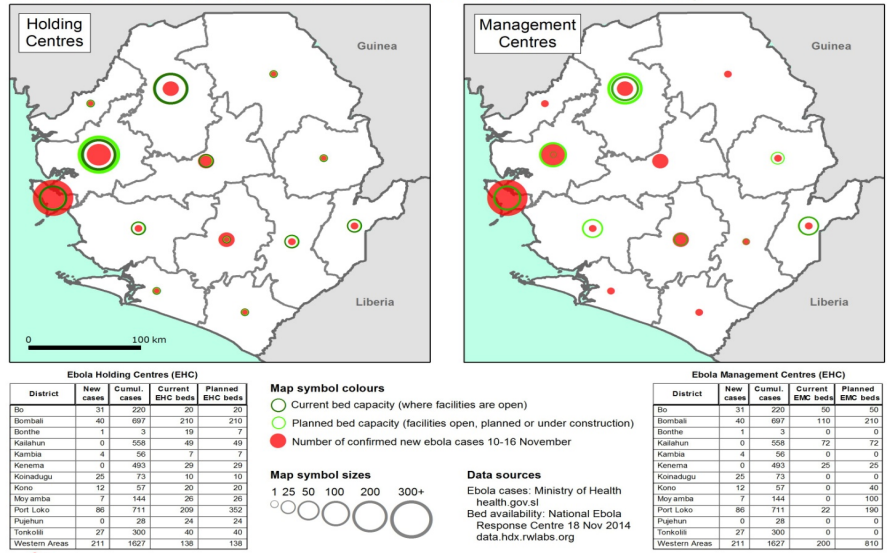 Holding
Centres
Guinea
Liberia
0 100 km
Management
Centres
Guinea
Liberia
Ebola Holding Centres (EHC)
District New cases Cumul. cases Current EHC beds Planned EHC beds
Bo 31 220 20 20
Bombali 40 697 210 210
Bonthe 1 3 19 7
Kailahun 0 558 49 49
Kambia 4 56 7 7
Kenema 0 493 29 29
Koinadugu 25 73 10 10
Kono 12 57 20 20
Moyamba 7 144 26 26
Port Loko 86 711 209 352
Pujehun 0 28 24 24
Tonkolili 27 300 40 40
Western Areas 211 1627 138 138
Map symbol colours
Current bed capacity (where facilities are open)
Planned bed capacity (facilities open, planned or under construction)
Number of confirmed new ebola cases 10-16 November
Map symbol sizes
1 25 50 100 200 300+
Data sources
Ebola cases: Ministry of Health
health.gov.sl
Bed availability: National Ebola
Response Centre 18 Nov 2014
data.hdx.rwlabs.org
Ebola Management Centres (EHC)
District New cases Cumul. cases Current EMC beds Planned EMC beds
Bo 31 220 50 50
Bombali 40 697 110 210
Bonthe 1 3 0 0
Kailahun 0 558 72 72
Kambia 4 56 0 0
Kenema 0 493 25 25
Koinadugu 25 73 0 0
Kono 12 57 0 40
Moyamba 7 144 0 100
Port Loko 86 711 22 190
Pujehun 0 28 0 0
Tonkolili 27 300 0 0
Western Areas 211 1627 200 810